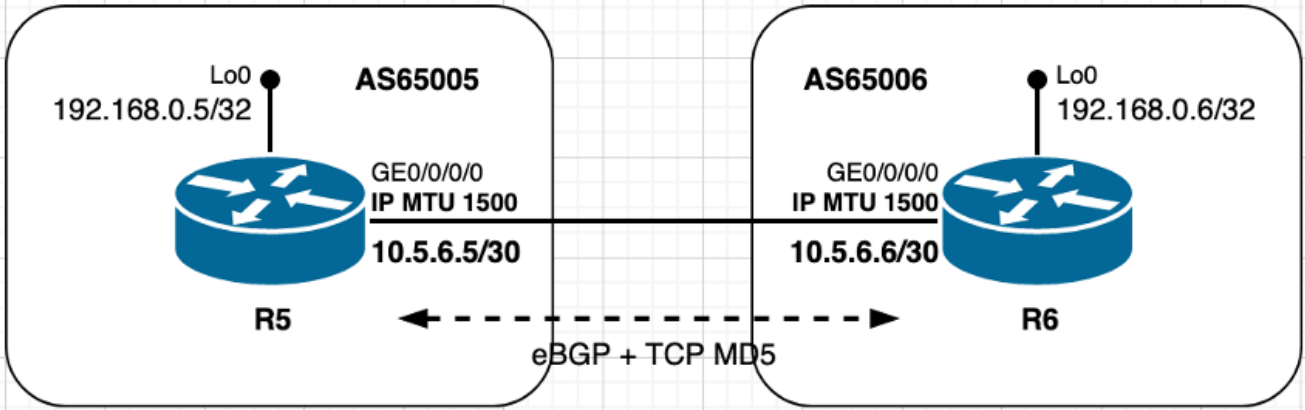 Lo0
192.168.0.5/32
AS65005
GE0/0/0/0
IP MTU 1500
10.5.6.5/30
R5
AS65006
Lo0
192.168.0.6/32
GE0/0/0/0
IP MTU 1500
10.5.6.6/30
R6
eBGP + TCP MD5